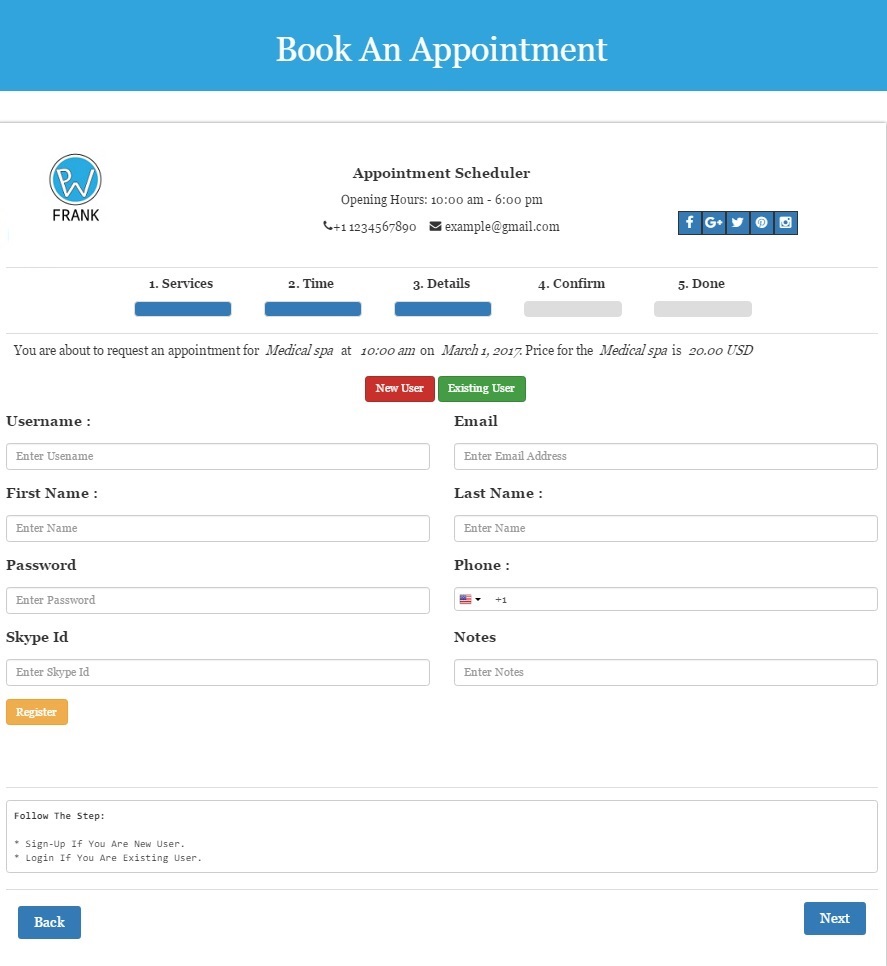 Book An Appointment
PW
FRANK
Appointment Scheduler
Opening Hours: 10:00 am - 6:00 pm
+1 1234567890 example@gmail.com
f G+
1. Services 2. Time 3. Details 4. Confirm 5. Done
You are about to request an appointment for Medical spa at 10:00 am on March 1, 2017. Price for the Medical spa is 20.00 USD
New User Existing User
Username : Email
Enter Usename Enter Email Address
First Name : Last Name :
Enter Name Enter Name
Password Phone :
Enter Password +1
Skype Id Notes
Enter Skype Id Enter Notes
Register
Follow The Step:
* Sign-Up If You Are New User.
* Login If You Are Existing User.
Back Next